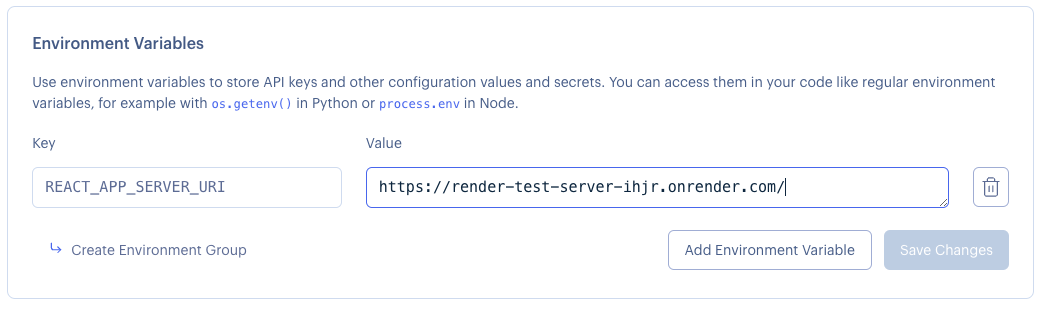 Environment Variables
Use environment variables to store API keys and other configuration values and secrets. You can access them in your code like regular environment
variables, for example with os.getenv() in Python or process.env in Node.
Key
Value
REACT_APP_SERVER_URI
https://render-test-server-ihjr.onrender.com/
Create Environment Group
Add Environment Variable
Save Changes